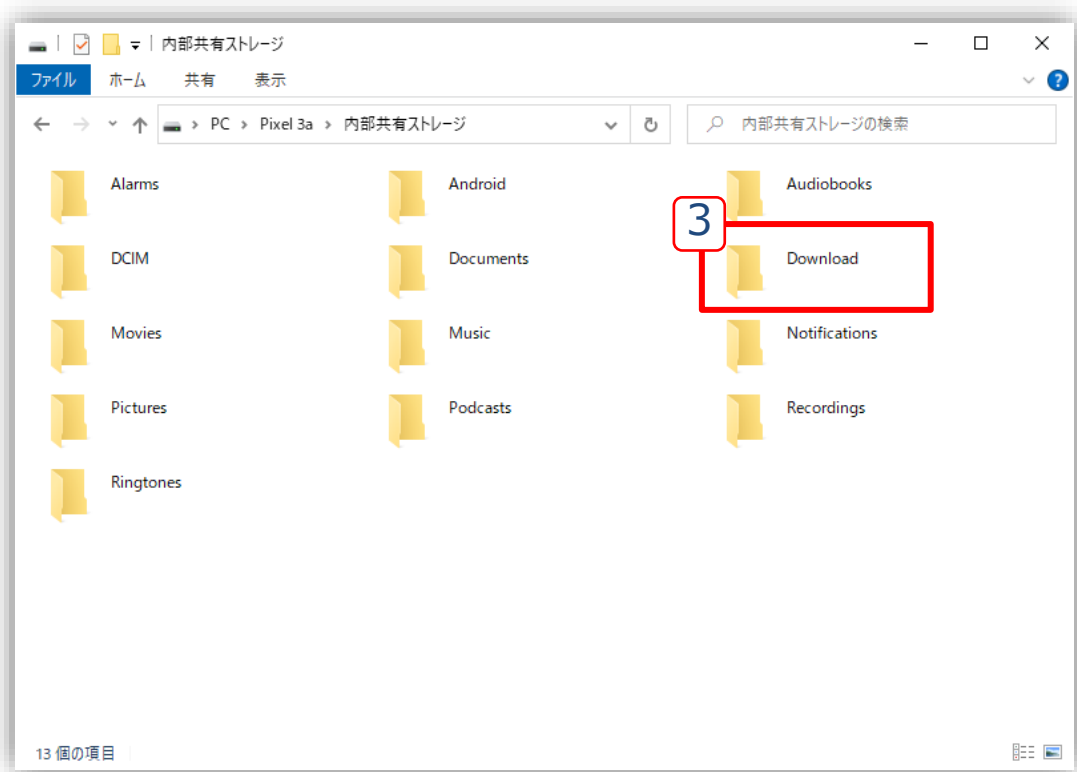 内部共有ストレージ
ファイル ホーム 共有 表示
PC > Pixel 3a > 内部共有ストレージ 内部共有ストレージの検索
Alarms Android Audiobooks
3
DCIM Documents Download
Movies Music Notifications
Pictures Podcasts Recordings
Ringtones
13 個の項目